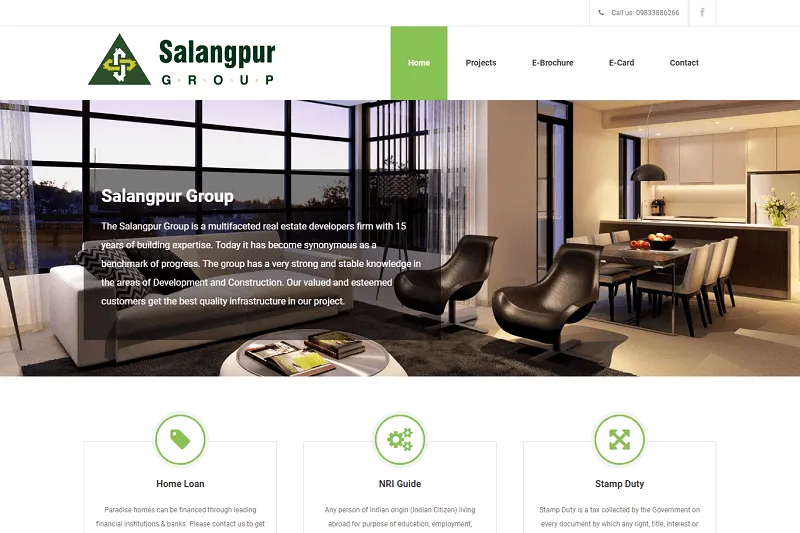 Call us: 09833886266
Salangpur
G R O U P
Home
Projects
E-Brochure
E-Card
Contact
Salangpur Group
The Salangpur Group is a multifaceted real estate developers firm with 15
years of building expertise. Today it has become synonymous as a
benchmark of progress. The group has a very strong and stable knowledge in
the areas of Development and Construction. Our valued and esteemed
customers get the best quality infrastructure in our project.
Home Loan
Paradise homes can be financed through leading
financial institutions & banks. Please contact us to get
NRI Guide
Any person of Indian origin (Indian Citizen) living
abroad for purpose of education, employment,
Stamp Duty
Stamp Duty is a tax collected by the Government on
every document by which any right, title, interest or